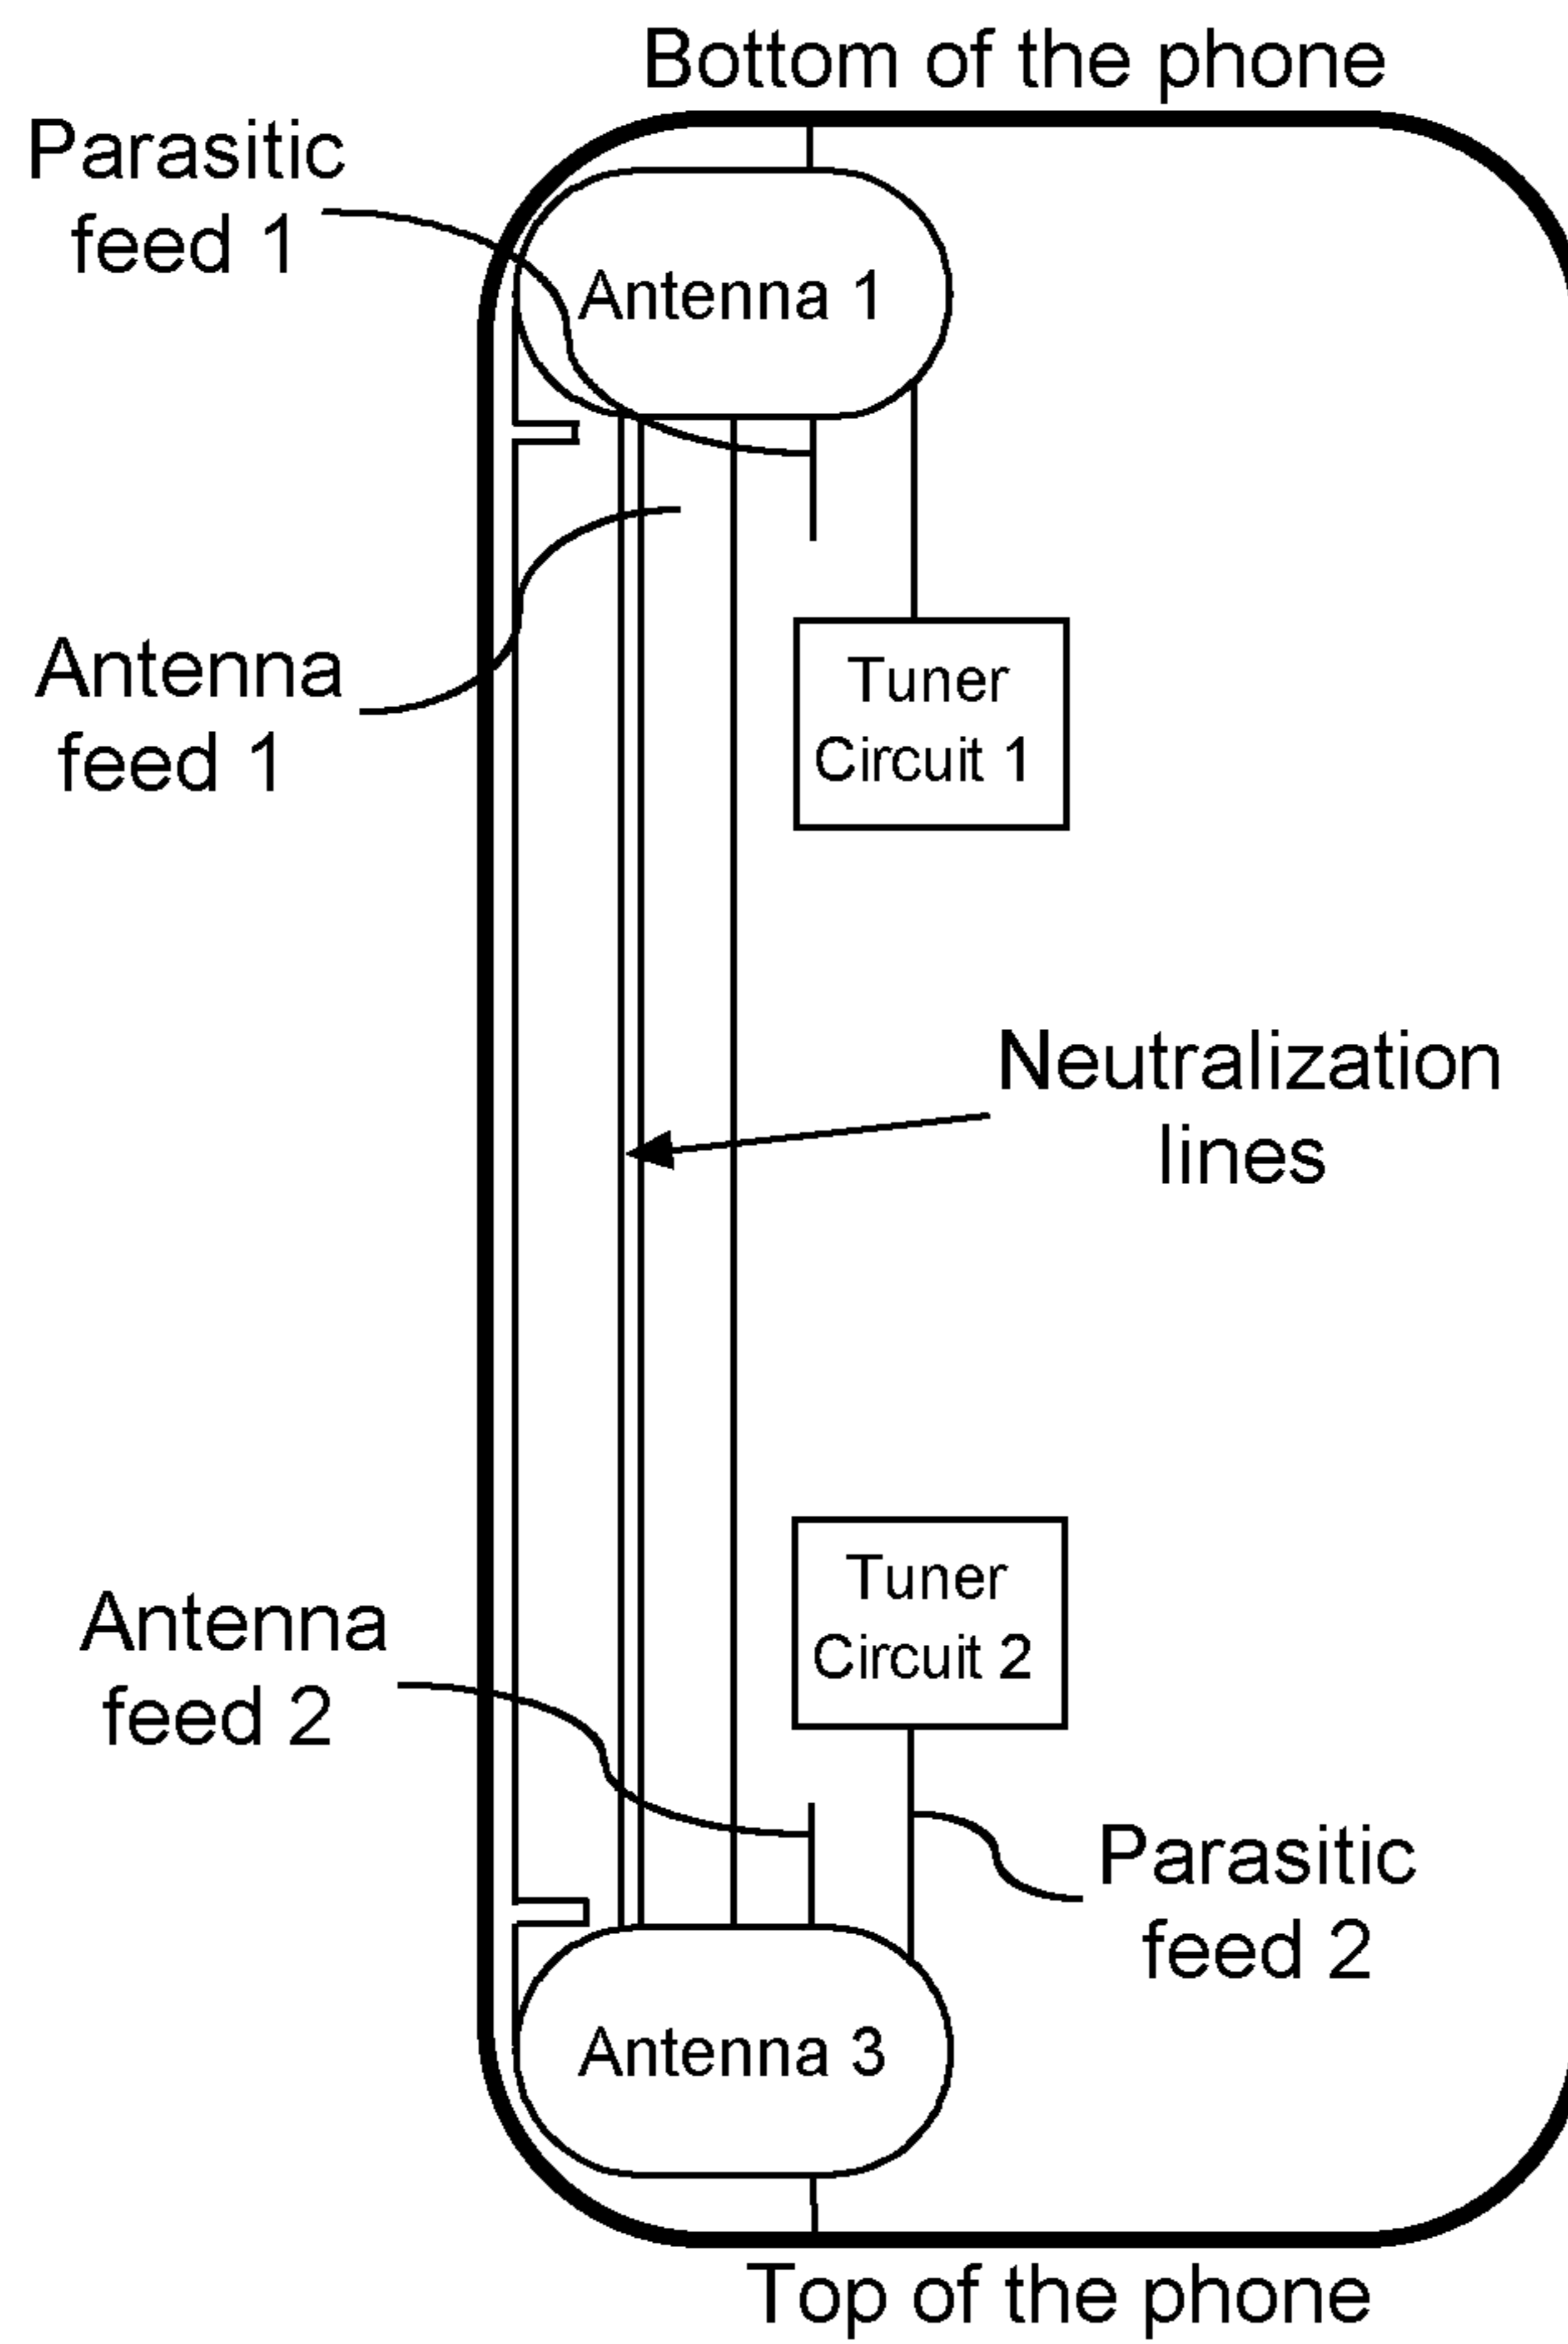 Bottom of the phone
Parasitic
feed 1
Antenna 1
Antenna
feed 1
Tuner
Circuit 1
Neutralization
lines
Tuner
Circuit 2
Antenna
feed 2
Parasitic
feed 2
Antenna 3
Top of the phone